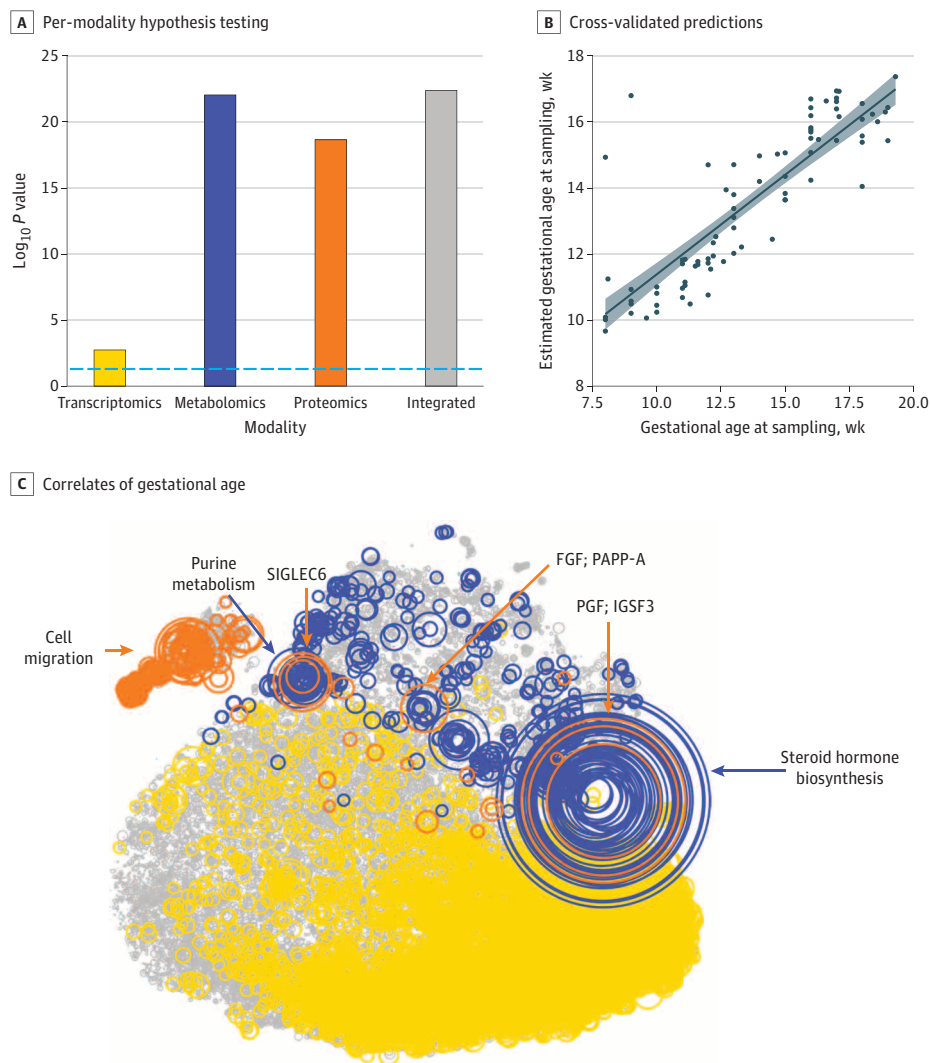 A Per-modality hypothesis testing
25
20
15
10
5
0
Log10 P value
Transcriptomics Metabolomics Proteomics Integrated
Modality
B Cross-validated predictions
18
16
14
12
10
8
Estimated gestational age at sampling, wk
7.5 10.0 12.5 15.0 17.5 20.0
Gestational age at sampling, wk
C Correlates of gestational age
Purine
metabolism
SIGLEC6
FGF; PAPP-A
PGF; IGSF3
Cell
migration
Steroid hormone
biosynthesis